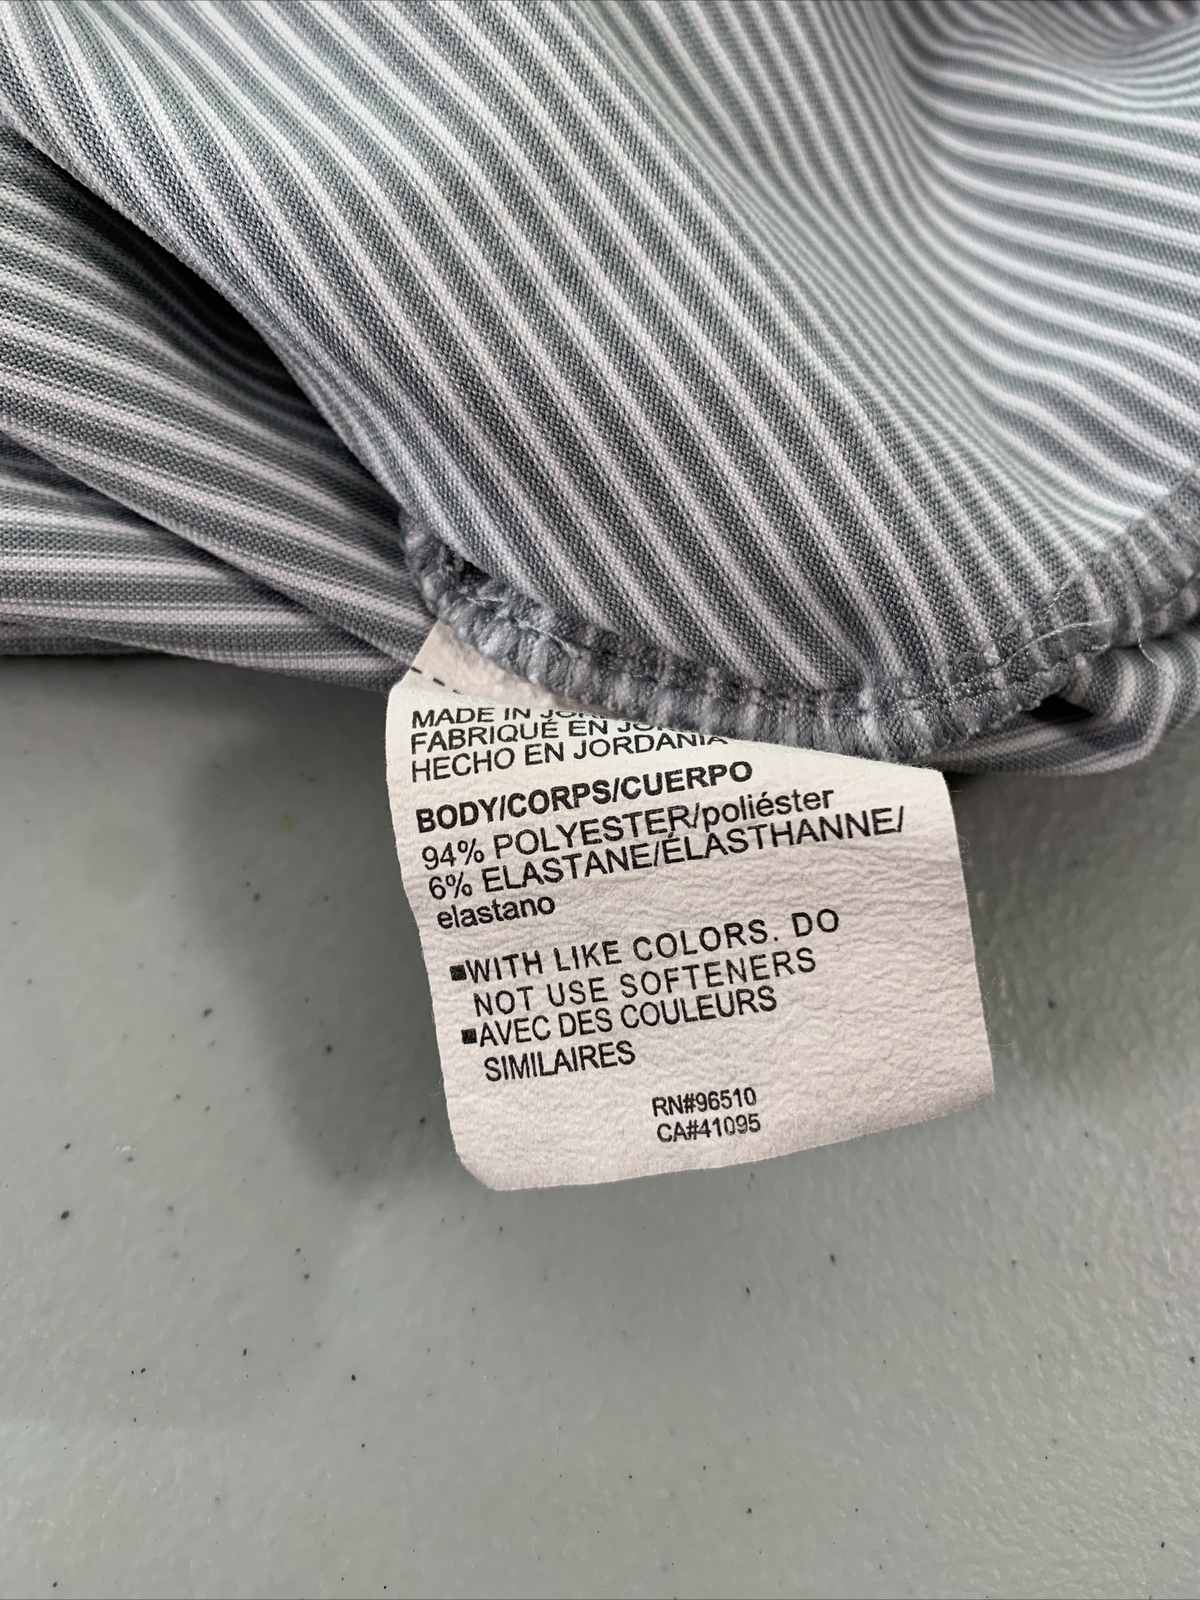 MADE IN
FABRIQUÉ EN
HECHO EN JORDANIA
BODY/CORPS/CUERPO
94% POLYESTER/poliéster
6% ELASTANE/ÉLASTHANNE/
elastano
■WITH LIKE COLORS. DO
NOT USE SOFTENERS
■AVEC DES COULEURS
SIMILAIRES
RN#96510
CA#41095